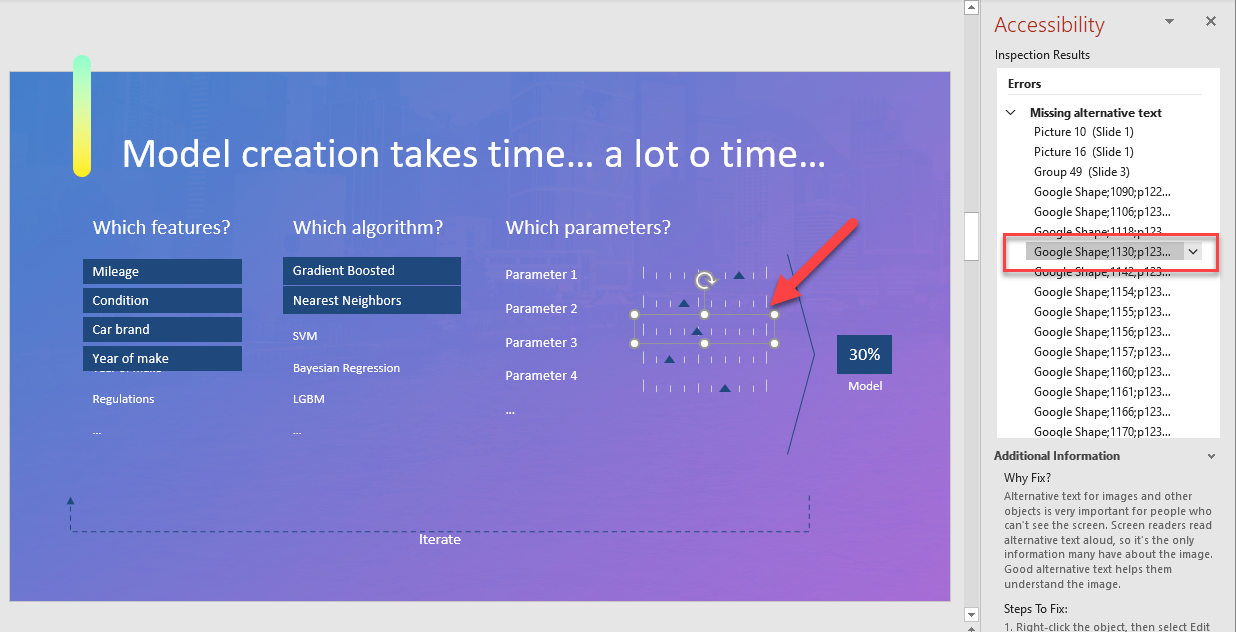 Model creation takes time... a lot o time...
Which features?
Mileage
Condition
Car brand
Year of make
Regulations
...
Which algorithm?
Gradient Boosted
Nearest Neighbors
SVM
Bayesian Regression
LGBM
...
Which parameters?
Parameter 1
Parameter 2
Parameter 3
Parameter 4
...
30%
Model
Iterate
Accessibility
Inspection Results
Errors
Missing alternative text
Picture 10 (Slide 1)
Picture 16 (Slide 1)
Group 49 (Slide 3)
Google Shape;1090;p122...
Google Shape;1106;p123...
Google Shape;1118;p123...
Google Shape;1130;p123...
Google Shape;1142;p123...
Google Shape;1154;p123...
Google Shape;1155;p123...
Google Shape;1156;p123...
Google Shape;1157;p123...
Google Shape;1160;p123...
Google Shape;1161;p123...
Google Shape;1166;p123...
Google Shape;1170;p123...
Additional Information
Why Fix?
Alternative text for images and other
objects is very important for people who
can't see the screen. Screen readers read
alternative text aloud, so it's the only
information many have about the image.
Good alternative text helps them
understand the image.
Steps To Fix:
1. Right-click the object, then select Edit